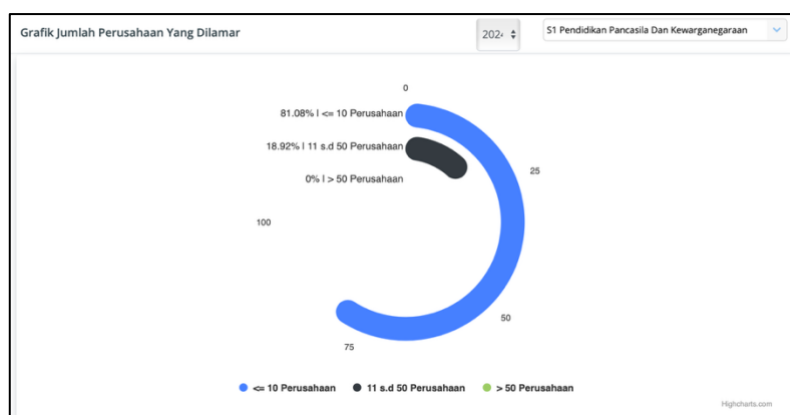 Grafik Jumlah Perusahaan Yang Dilamar
202
S1 Pendidikan Pancasila Dan Kewarganegaraan
0
81.08% | <= 10 Perusahaan
18.92% | 11 s.d 50 Perusahaan
0% | > 50 Perusahaan
25
100
50
75
<= 10 Perusahaan
11 s.d 50 Perusahaan
> 50 Perusahaan
Highcharts.com